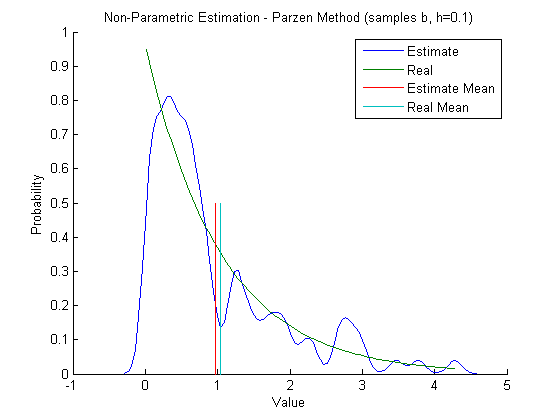 Non-Parametric Estimation - Parzen Method (samples b, h=0.1)
1
0.9
0.8
0.7
0.6
0.5
0.4
0.3
0.2
0.1
0
Probability
-1
0
1
2
3
4
5
Value
Estimate
Real
Estimate Mean
Real Mean